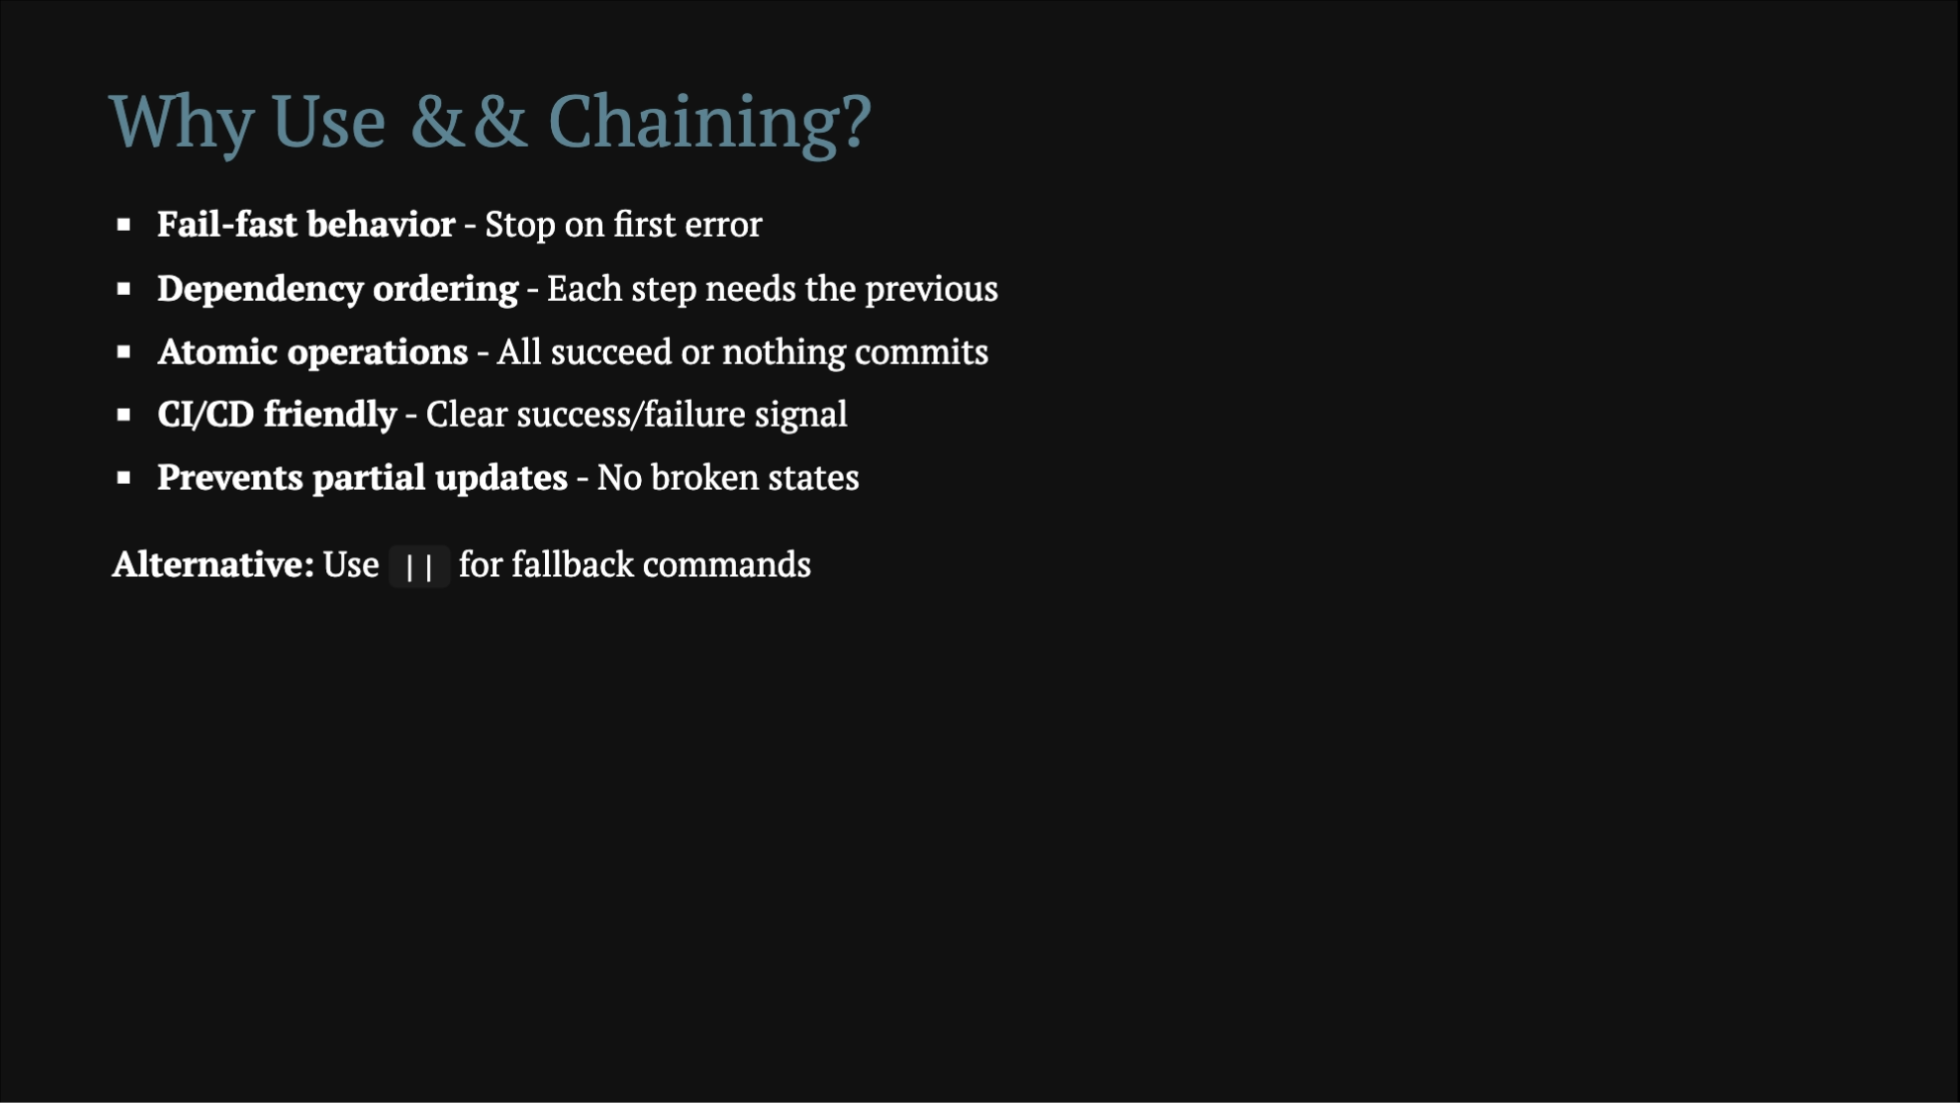 Why Use && Chaining?
▪ Fail-fast behavior - Stop on first error
▪ Dependency ordering - Each step needs the previous
▪ Atomic operations - All succeed or nothing commits
▪ CI/CD friendly - Clear success/failure signal
▪ Prevents partial updates - No broken states
Alternative: Use || for fallback commands